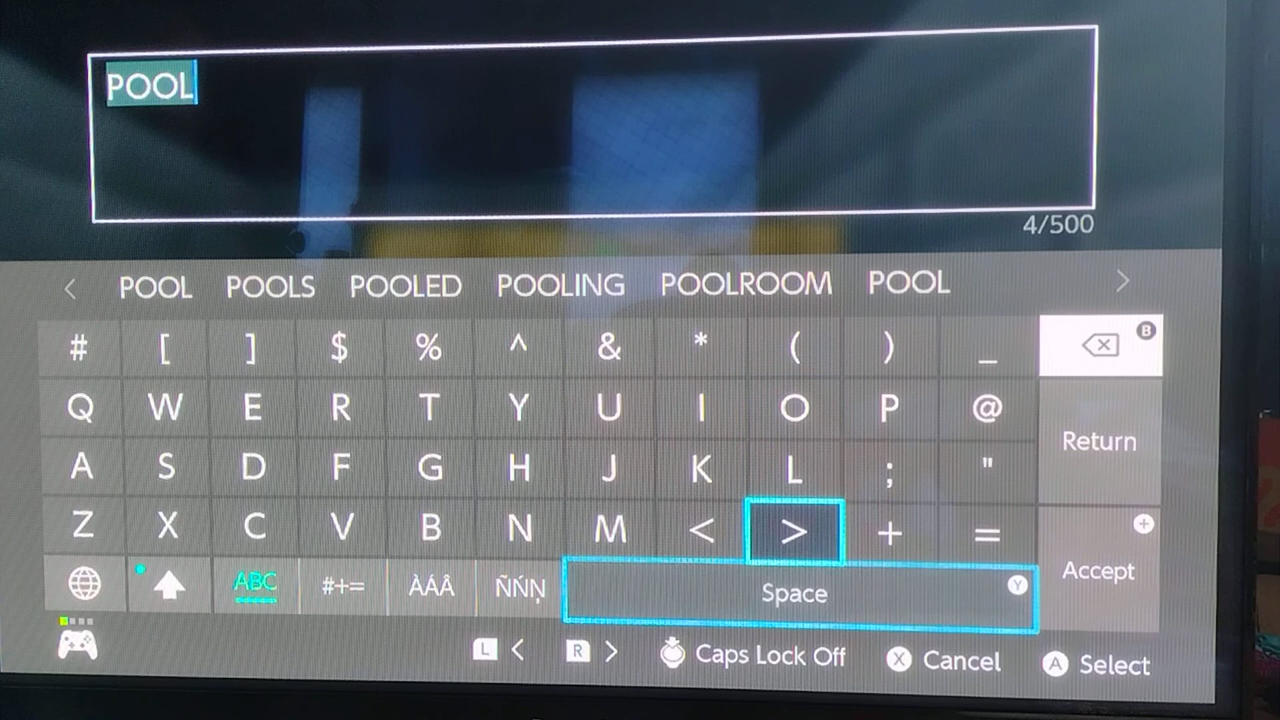 POOL
4/500
< POOL POOLS POOLED POOLING POOLROOM POOL >
# [ ] $ % ^ & * ( ) _ B
Q W E R T Y U I O P @
Return
A S D F G H J K L ; "
Z X C V B N M < > + =
+
Accept
ABC #+= ÀÁÂ ÑŃŅ Space Y
L < R > Caps Lock Off X Cancel A Select